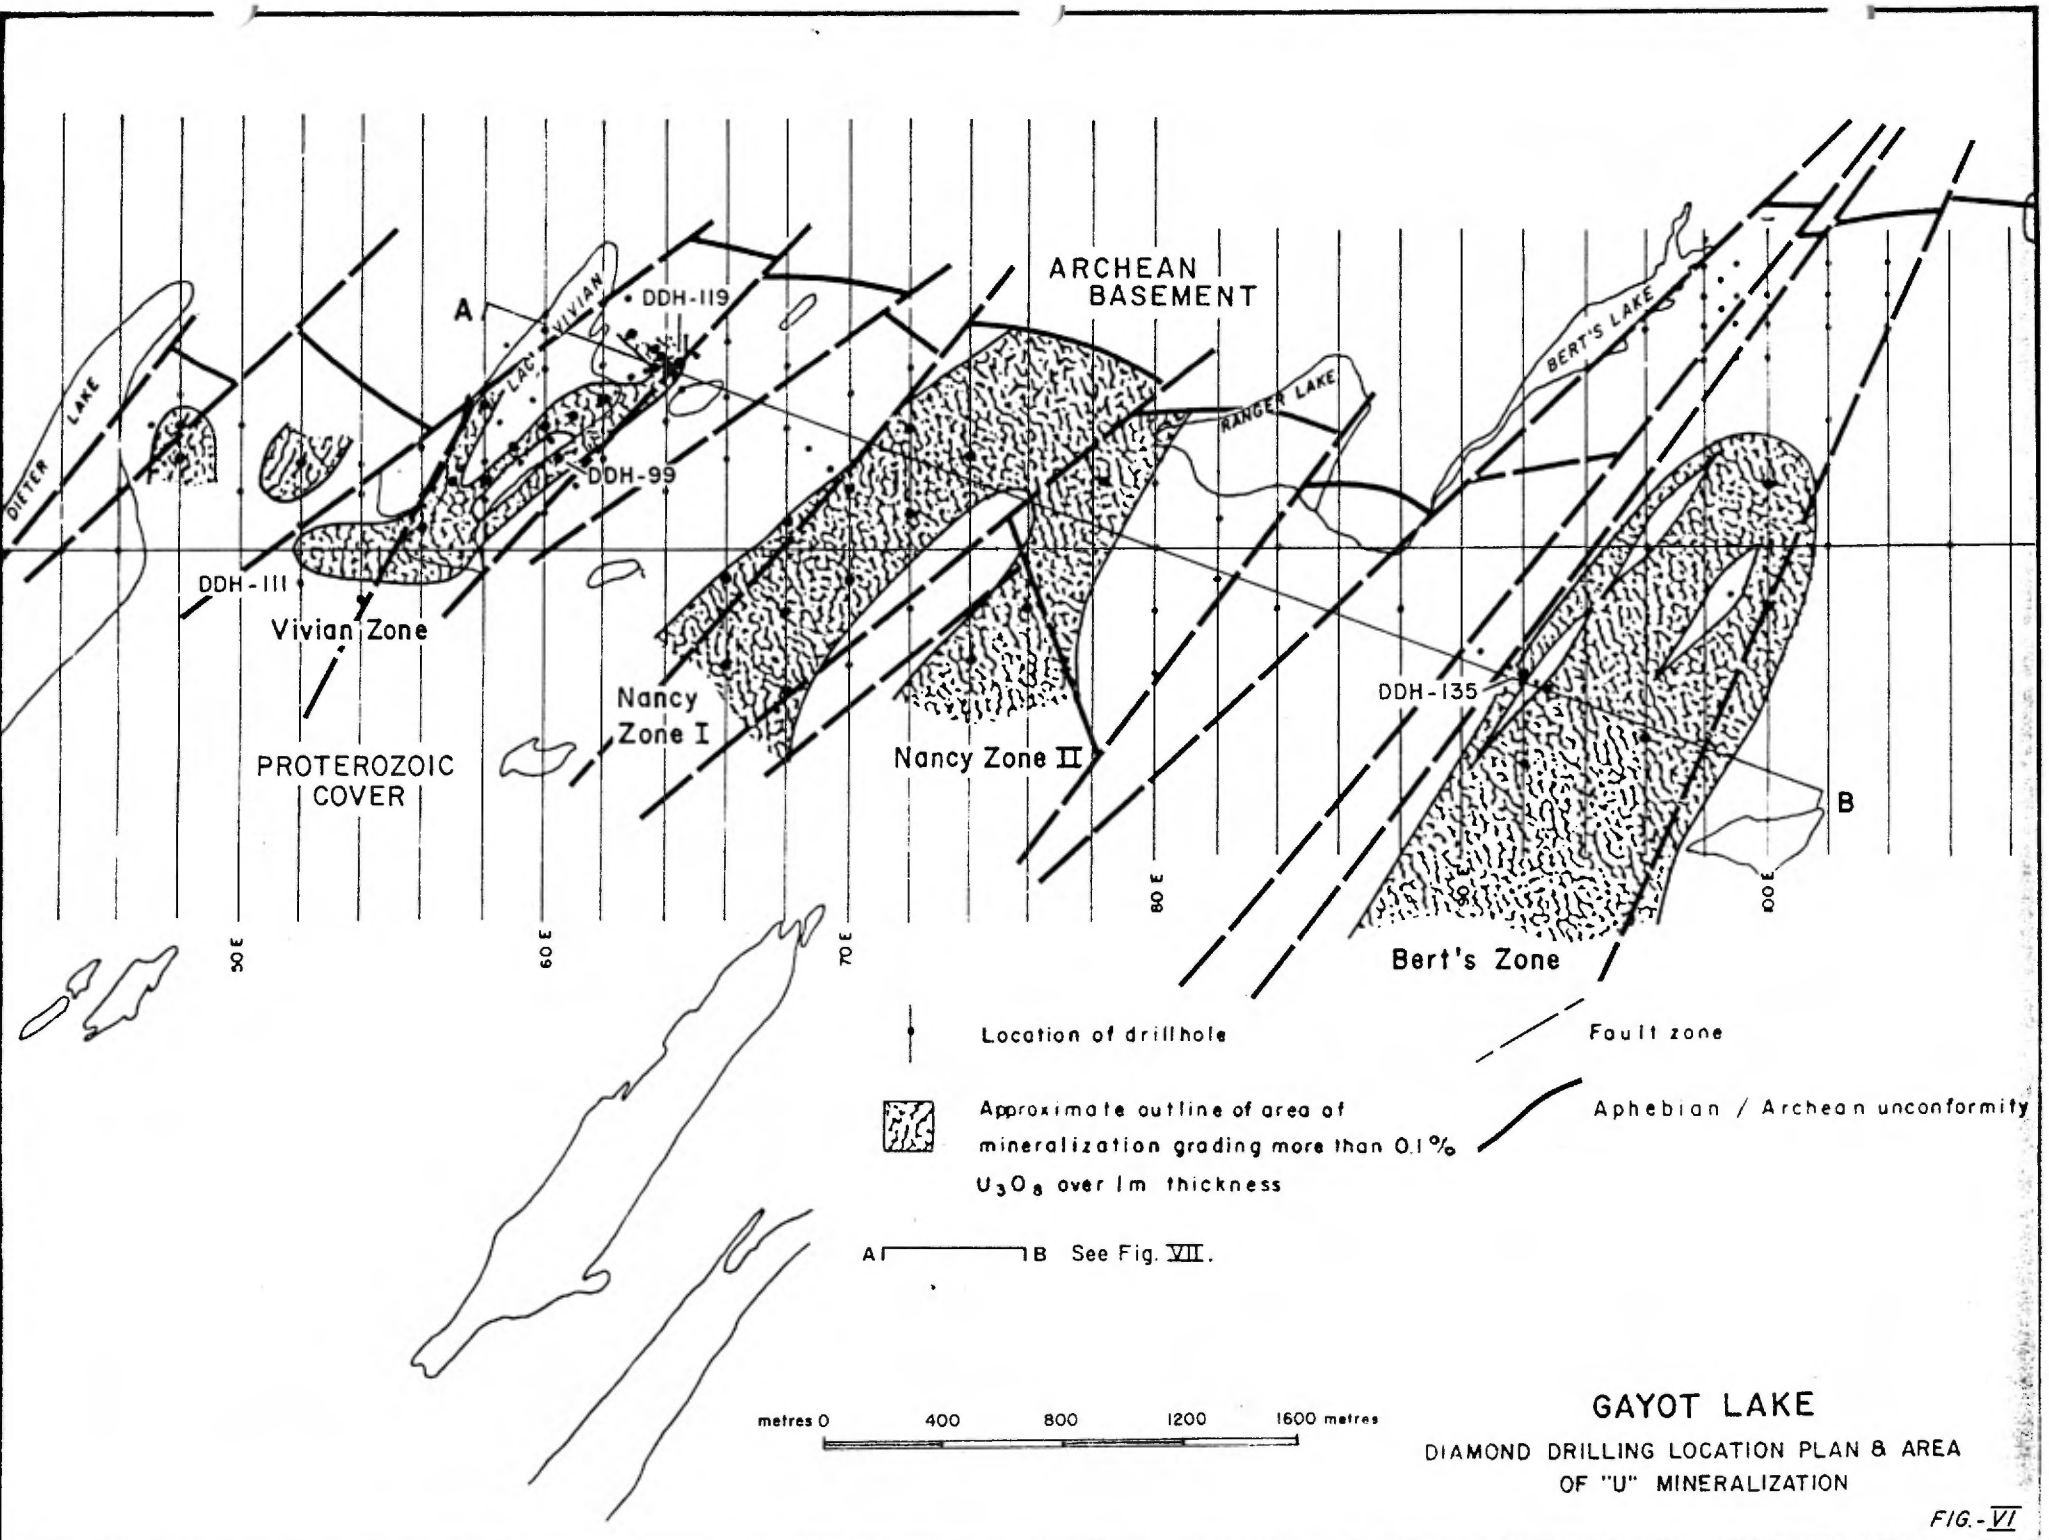 ARCHEAN
BASEMENT
A
DDH-119
LAC VIVIAN
BERT'S LAKE
RANGER LAKE
DIETER LAKE
DDH-99
DDH-111
Vivian Zone
Nancy
Zone I
DDH-135
Nancy Zone II
PROTEROZOIC
COVER
B
80 E
90 E
100 E
50 E
60 E
70 E
Bert's Zone
Location of drillhole
Fault zone
Approximate outline of area of
mineralization grading more than 0.1%
U3O8 over 1m thickness
Aphebian / Archean unconformity
A B See Fig. VII.
metres 0 400 800 1200 1600 metres
GAYOT LAKE
DIAMOND DRILLING LOCATION PLAN & AREA
OF "U" MINERALIZATION
FIG.-VI